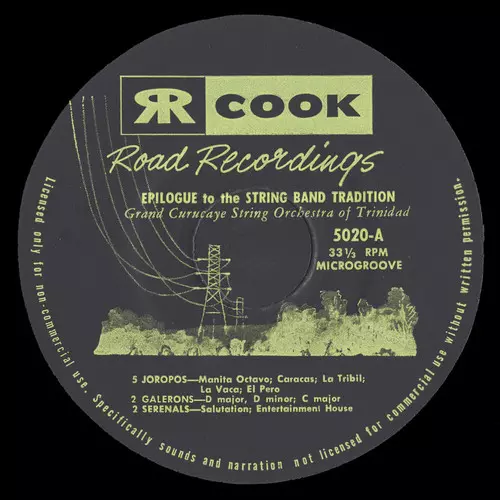 RR COOK
Road Recordings
EPILOGUE to the STRING BAND TRADITION
Grand Curucaye String Orchestra of Trinidad
5020-A
33 1/3 RPM
MICROGROOVE
5 JOROPOS—Manita Octavo; Caracas; La Tribil;
La Vaca; El Pero
2 GALERONS—D major, D minor; C major
2 SERENALS—Salutation; Entertainment House
Licensed only for non-commercial use. Specifically sounds and narration not licensed for commercial use without written permission.